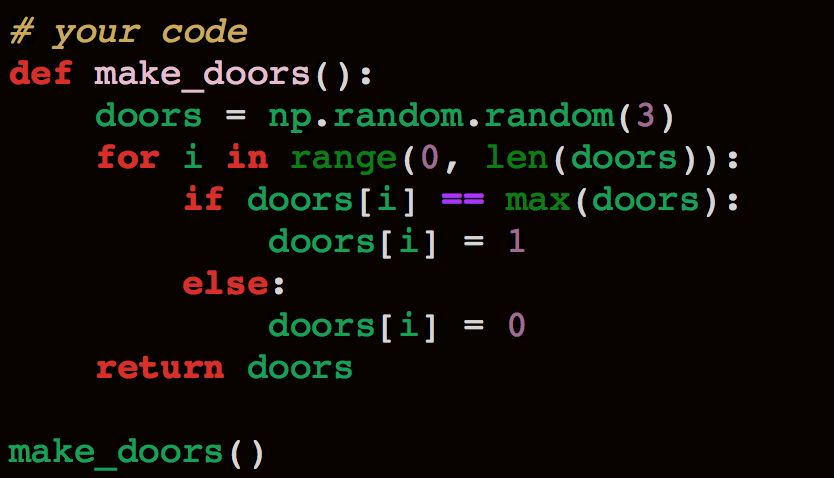 # your code
def make_doors():
    doors = np.random.random(3)
    for i in range(0, len(doors)):
        if doors[i] == max(doors):
            doors[i] = 1
        else:
            doors[i] = 0
    return doors

make_doors()